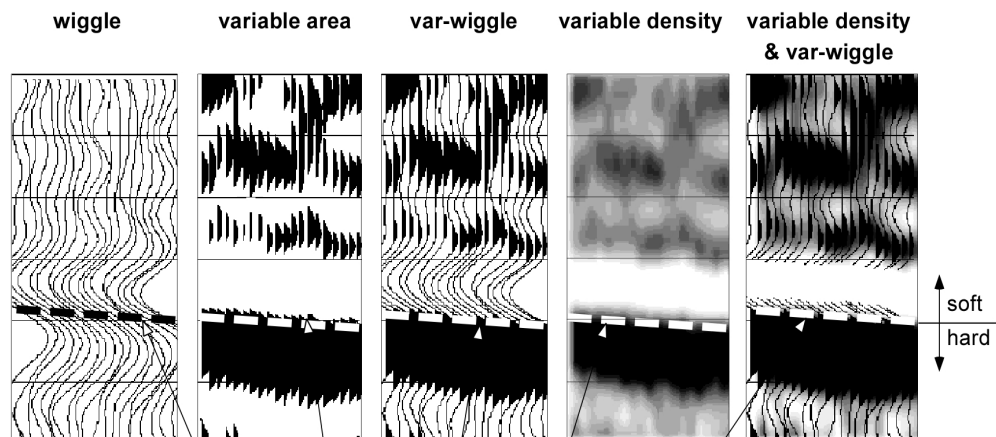 wiggle
variable area
var-wiggle
variable density
variable density
& var-wiggle
soft
hard